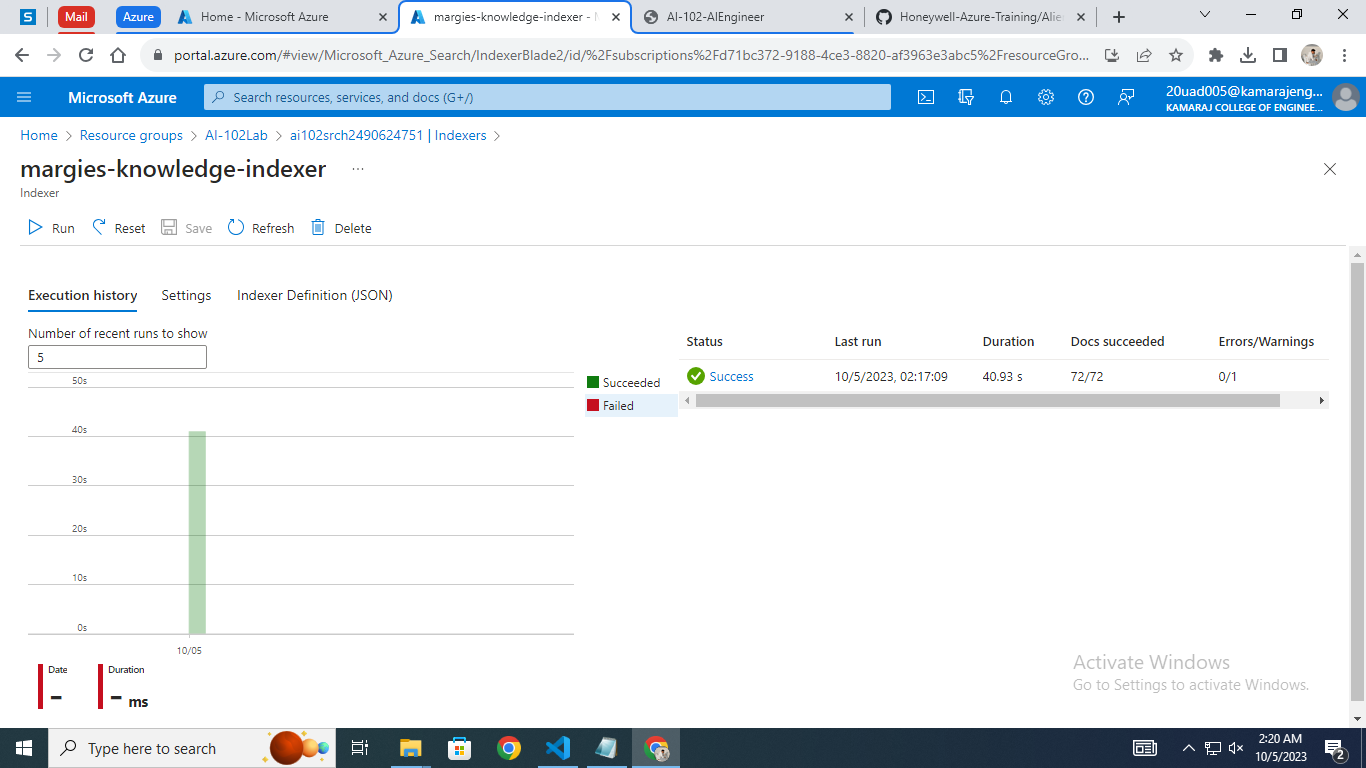 S
Mail
Azure
Home - Microsoft Azure
margies-knowledge-indexer - M
AI-102-AIEngineer
Honeywell-Azure-Training/Alie
portal.azure.com/#view/Microsoft_Azure_Search/IndexerBlade2/id/%2Fsubscriptions%2Fd71bc372-9188-4ce3-8820-af3963e3abc5%2FresourceGro...
Microsoft Azure
Search resources, services, and docs (G+/)
20uad005@kamarajeng...
KAMARAJ COLLEGE OF ENGINEE...
Home > Resource groups > AI-102Lab > ai102srch2490624751 | Indexers >
margies-knowledge-indexer ...
Indexer
Run Reset Save Refresh Delete
Execution history Settings Indexer Definition (JSON)
Number of recent runs to show
5
50s
40s
30s
20s
10s
0s
10/05
Succeeded
Failed
Date
–
Duration
– ms
Status Last run Duration Docs succeeded Errors/Warnings
Success 10/5/2023, 02:17:09 40.93 s 72/72 0/1
Activate Windows
Go to Settings to activate Windows.
Type here to search
2:20 AM
10/5/2023
2